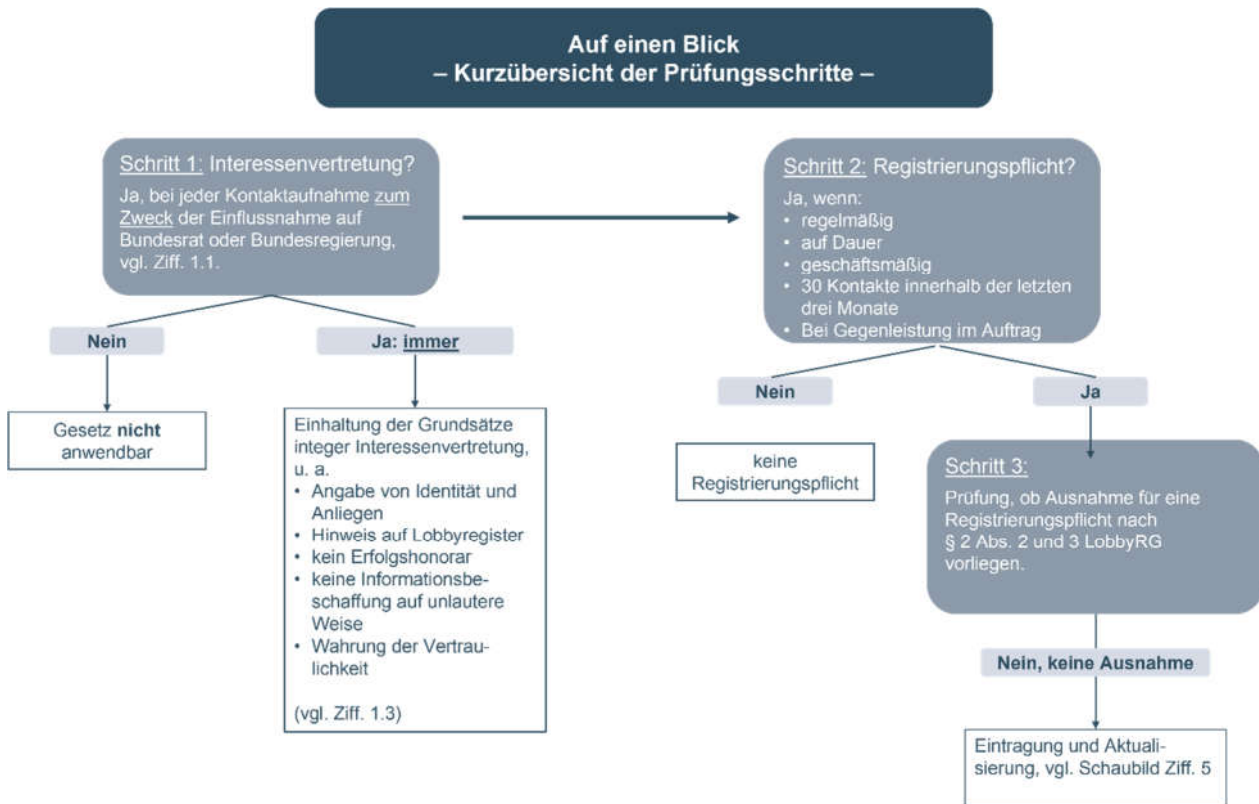 Auf einen Blick
– Kurzübersicht der Prüfungsschritte –
Schritt 1: Interessenvertretung?
Ja, bei jeder Kontaktaufnahme zum
Zweck der Einflussnahme auf
Bundesrat oder Bundesregierung,
vgl. Ziff. 1.1.
Nein
Ja: immer
Gesetz nicht
anwendbar
Einhaltung der Grundsätze
integer Interessenvertretung,
u. a.
• Angabe von Identität und
Anliegen
• Hinweis auf Lobbyregister
• kein Erfolgshonorar
• keine Informationsbe-
schaffung auf unlautere
Weise
• Wahrung der Vertrau-
lichkeit
(vgl. Ziff. 1.3)
Schritt 2: Registrierungspflicht?
Ja, wenn:
• regelmäßig
• auf Dauer
• geschäftsmäßig
• 30 Kontakte innerhalb der letzten
drei Monate
• Bei Gegenleistung im Auftrag
Nein
Ja
keine
Registrierungspflicht
Schritt 3:
Prüfung, ob Ausnahme für eine
Registrierungspflicht nach
§ 2 Abs. 2 und 3 LobbyRG
vorliegen.
Nein, keine Ausnahme
Eintragung und Aktuali-
sierung, vgl. Schaubild Ziff. 5